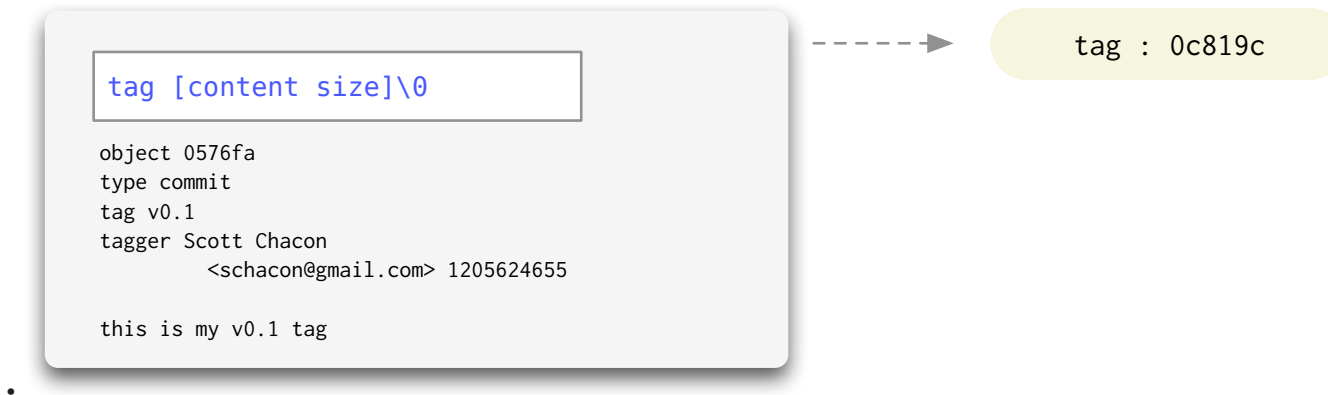 tag [content size]\0
tag : 0c819c
object 0576fa
type commit
tag v0.1
tagger Scott Chacon
<schacon@gmail.com> 1205624655
this is my v0.1 tag